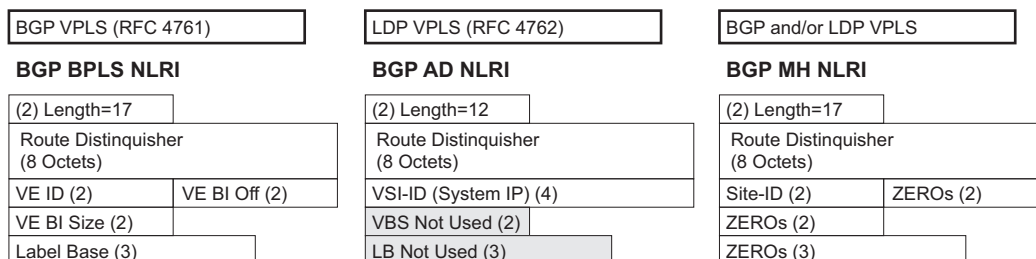 BGP VPLS (RFC 4761)
BGP BPLS NLRI
(2) Length=17
Route Distinquisher
(8 Octets)
VE ID (2)
VE BI Off (2)
VE BI Size (2)
Label Base (3)
LDP VPLS (RFC 4762)
BGP AD NLRI
(2) Length=12
Route Distinquisher
(8 Octets)
VSI-ID (System IP) (4)
VBS Not Used (2)
LB Not Used (3)
BGP and/or LDP VPLS
BGP MH NLRI
(2) Length=17
Route Distinquisher
(8 Octets)
Site-ID (2)
ZEROs (2)
ZEROs (2)
ZEROs (3)